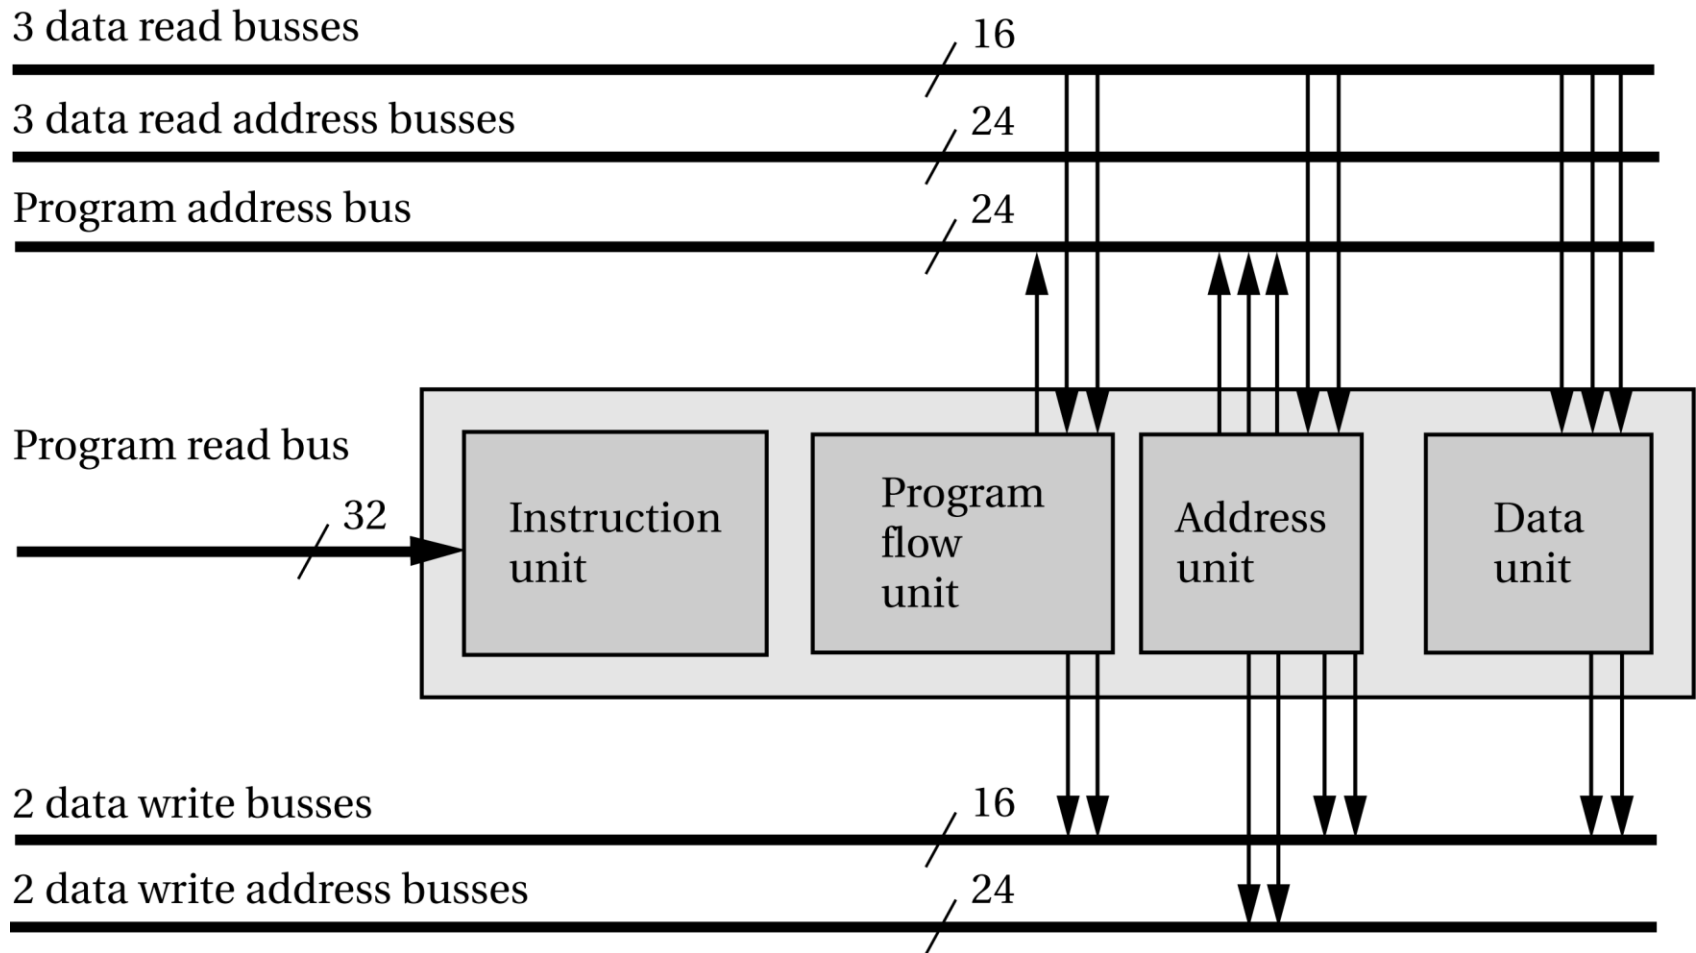 3 data read busses
16
3 data read address busses
24
Program address bus
24
Program read bus
32
Instruction
unit
Program
flow
unit
Address
unit
Data
unit
2 data write busses
16
2 data write address busses
24